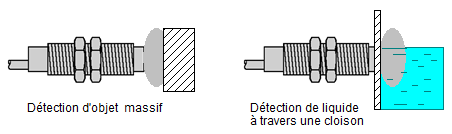 Détection d'objet massif
Détection de liquide
à travers une cloison